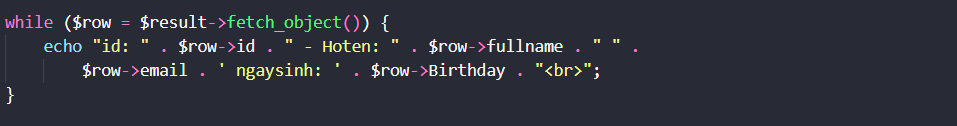 while ($row = $result->fetch_object()) {
    echo "id: " . $row->id . " - Hoten: " . $row->fullname . " " .
        $row->email . ' ngaysinh: ' . $row->Birthday . "<br>";
}